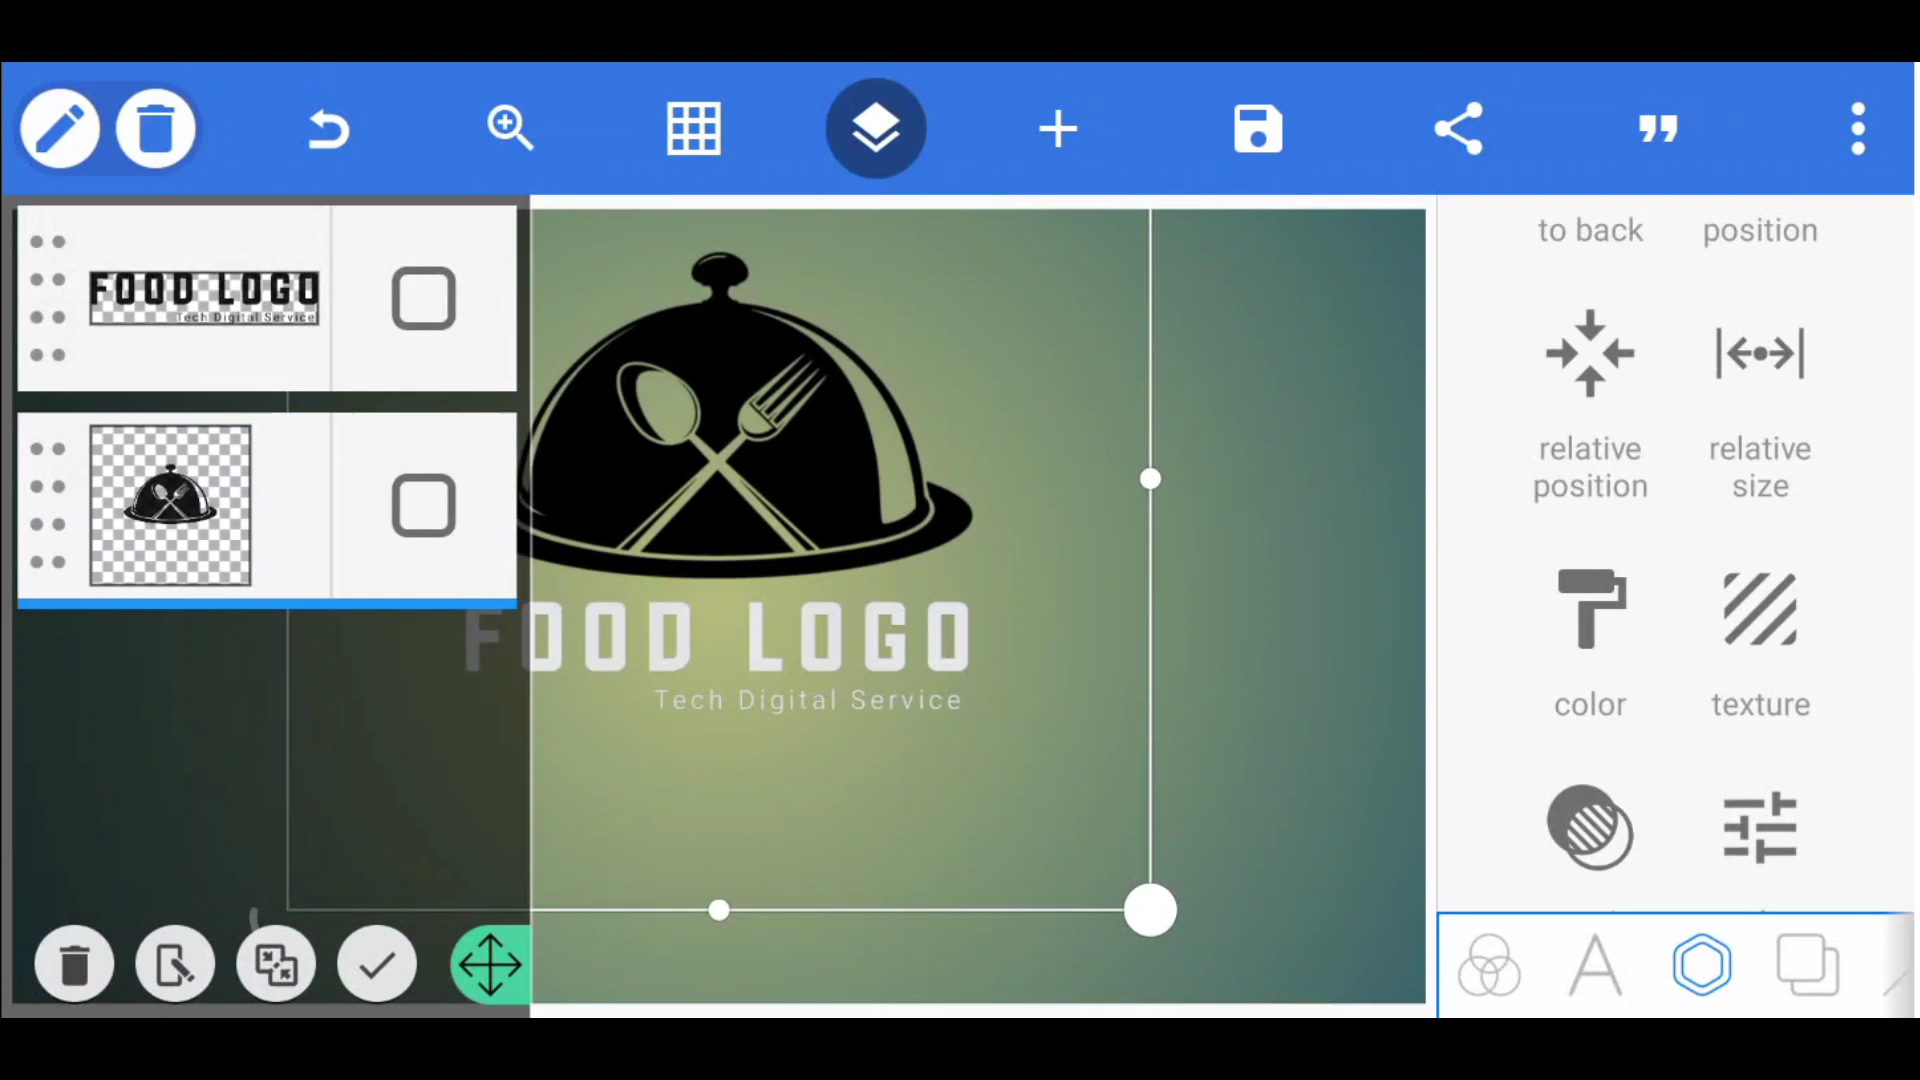 FOOD LOGO
Tech Digital Service
FOOD LOGO
Tech Digital Service
to back
position
relative
position
relative
size
color
texture